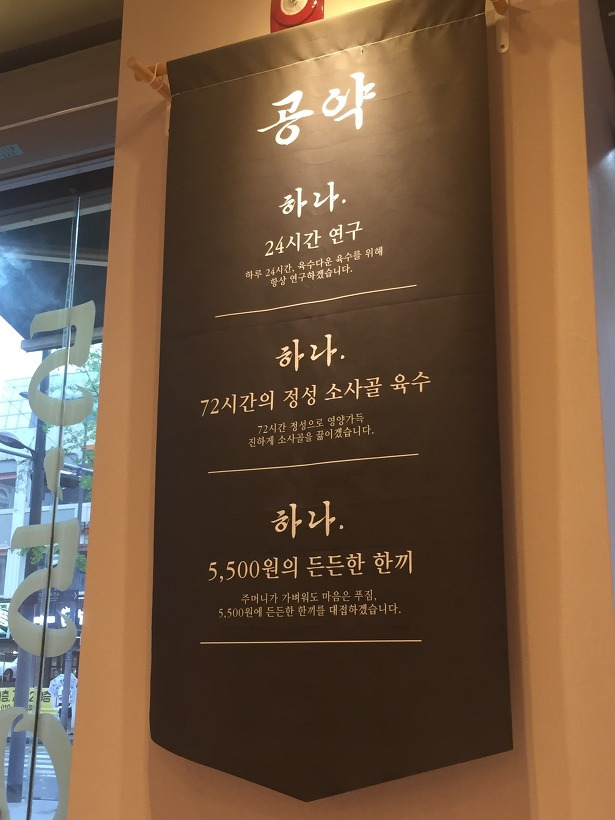 공약
하나.
24시간 연구
하루 24시간, 육수다운 육수를 위해
항상 연구하겠습니다.
하나.
72시간의 정성 소사골 육수
72시간 정성으로 영양가득
진하게 소사골을 끓이겠습니다.
하나.
5,500원의 든든한 한끼
주머니가 가벼워도 마음은 푸짐,
5,500원에 든든한 한끼를 대접하겠습니다.